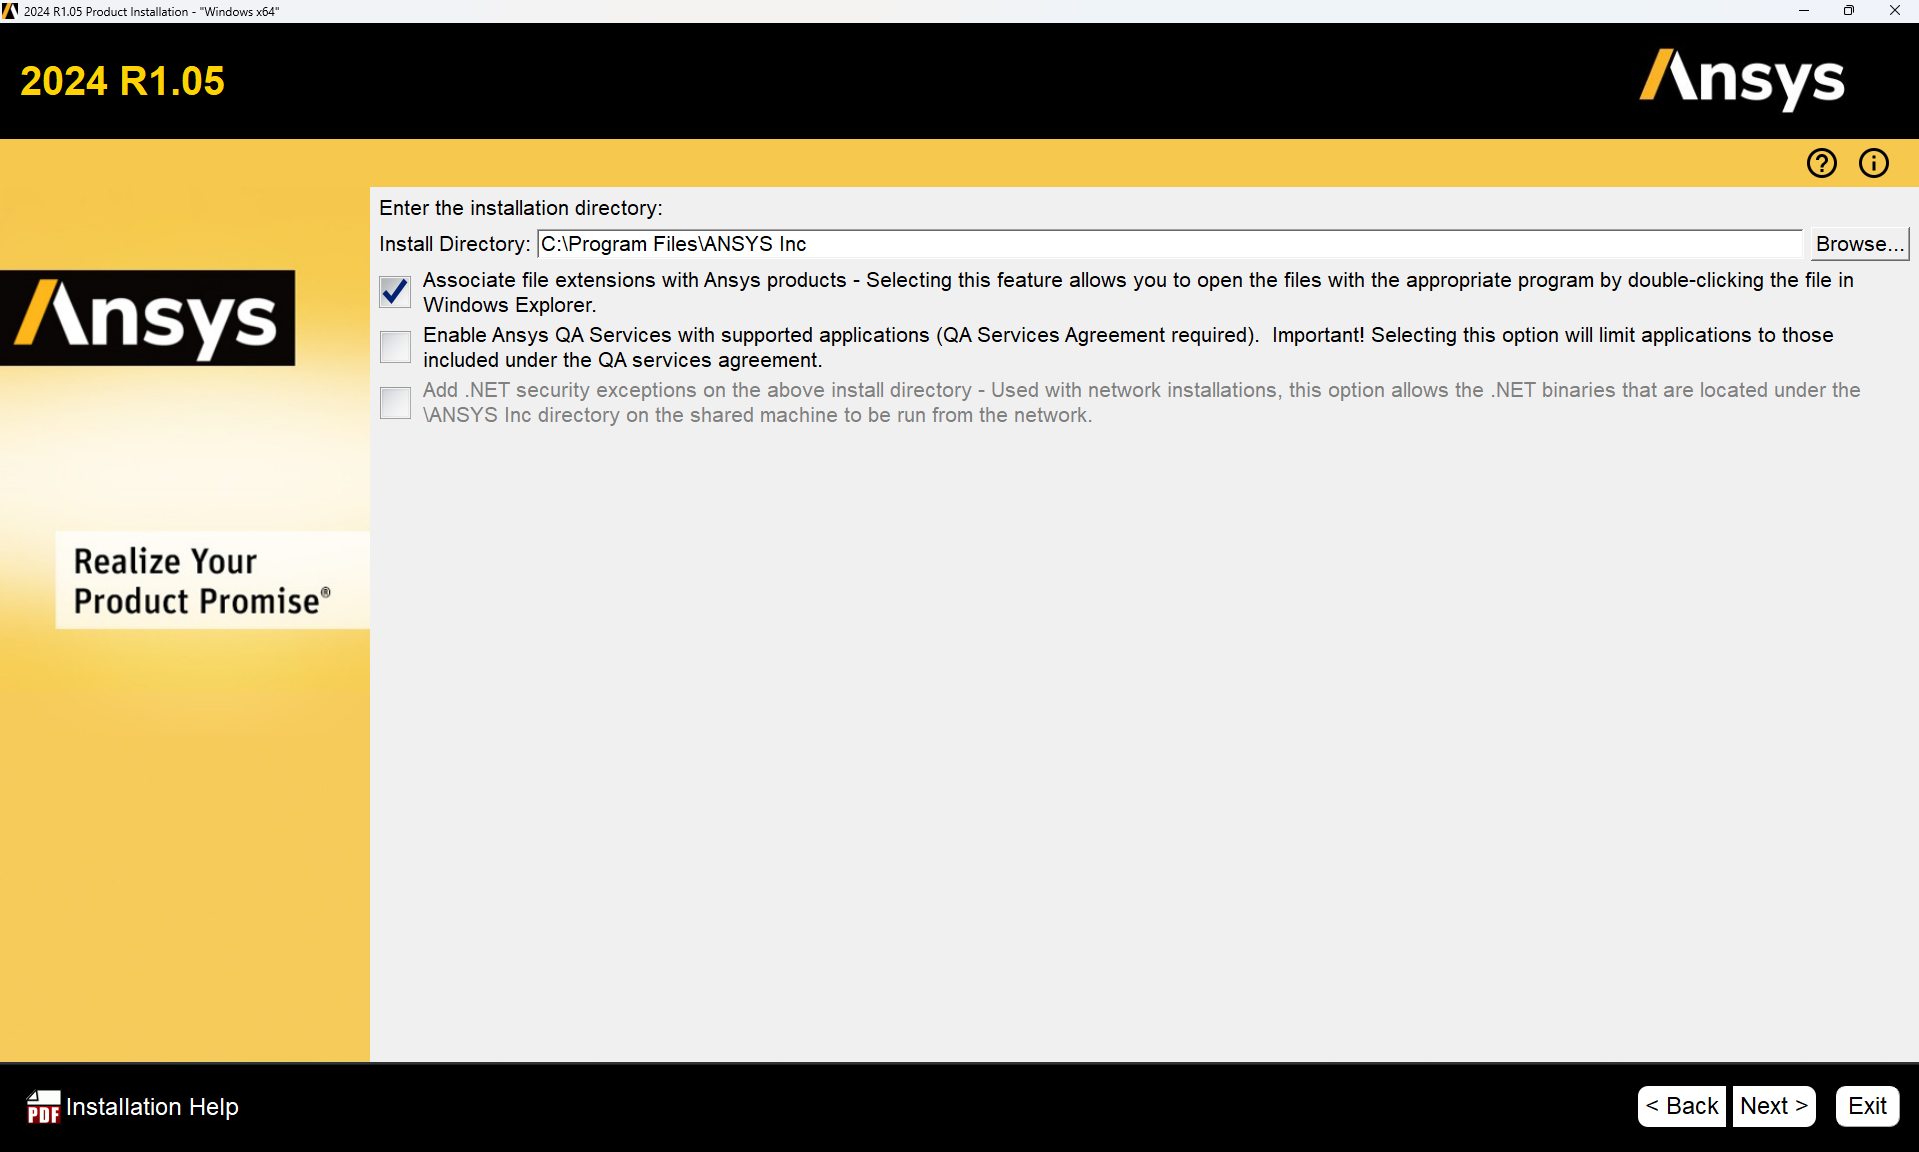 2024 R1.05 Product Installation - "Windows x64"
2024 R1.05
Ansys
Enter the installation directory:
Install Directory: C:\Program Files\ANSYS Inc Browse...
Associate file extensions with Ansys products - Selecting this feature allows you to open the files with the appropriate program by double-clicking the file in
Windows Explorer.
Enable Ansys QA Services with supported applications (QA Services Agreement required).  Important! Selecting this option will limit applications to those
included under the QA services agreement.
Add .NET security exceptions on the above install directory - Used with network installations, this option allows the .NET binaries that are located under the
\ANSYS Inc directory on the shared machine to be run from the network.
Ansys
Realize Your
Product Promise®
PDF Installation Help
< Back Next > Exit